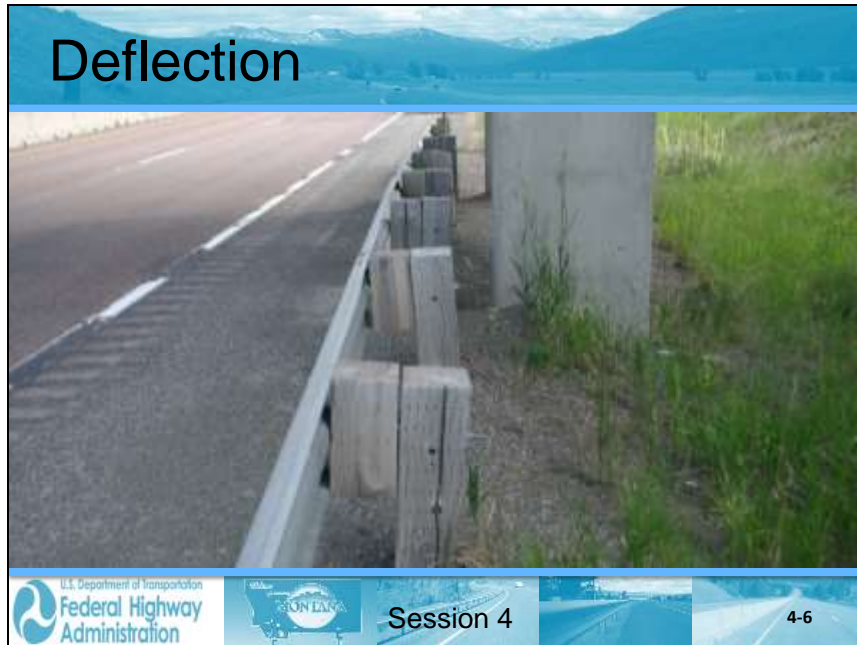 Deflection
U.S. Department of Transportation
Federal Highway
Administration
MONTANA
Session 4
4-6